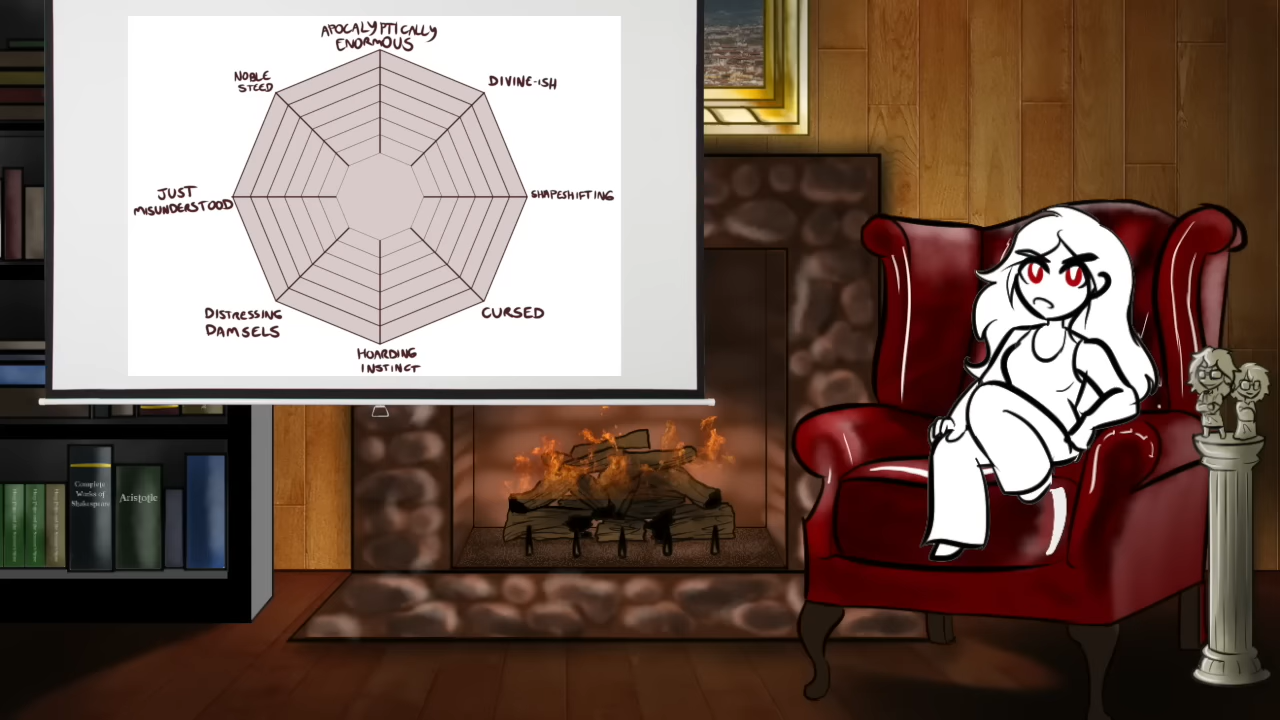 APOCALYPTICALLY
ENORMOUS
NOBLE
STEED
DIVINE-ISH
JUST
MISUNDERSTOOD
SHAPESHIFTING
DISTRESSING
DAMSELS
CURSED
HOARDING
INSTINCT
Complete
Works of
Shakespeare
Aristotle